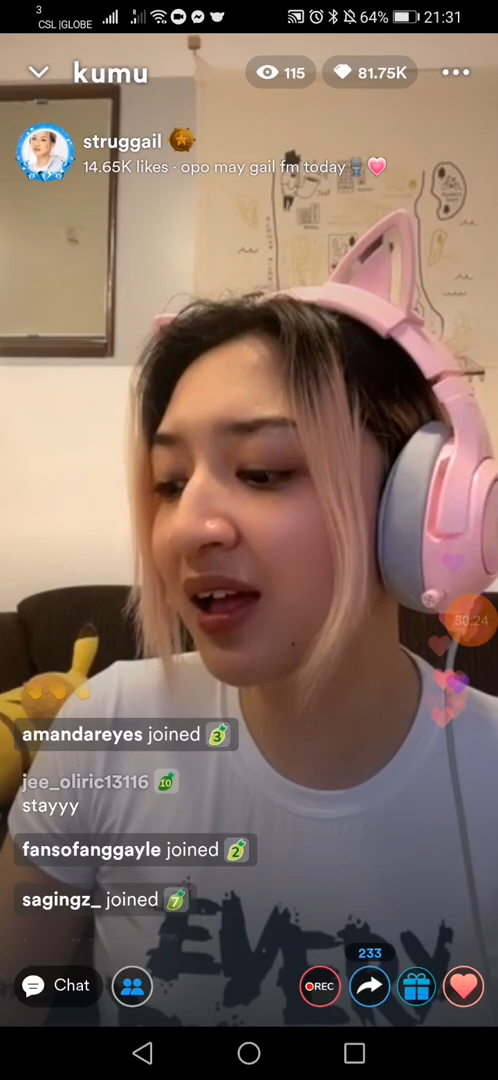 3
CSL |GLOBE
64%
21:31
kumu
115
81.75K
struggail
14.65K likes · opo may gail fm today
50:24
amandareyes joined 3
jee_oliric13116 10
stayyy
fansofanggayle joined 2
sagingz_ joined 7
EVERY
233
Chat
REC